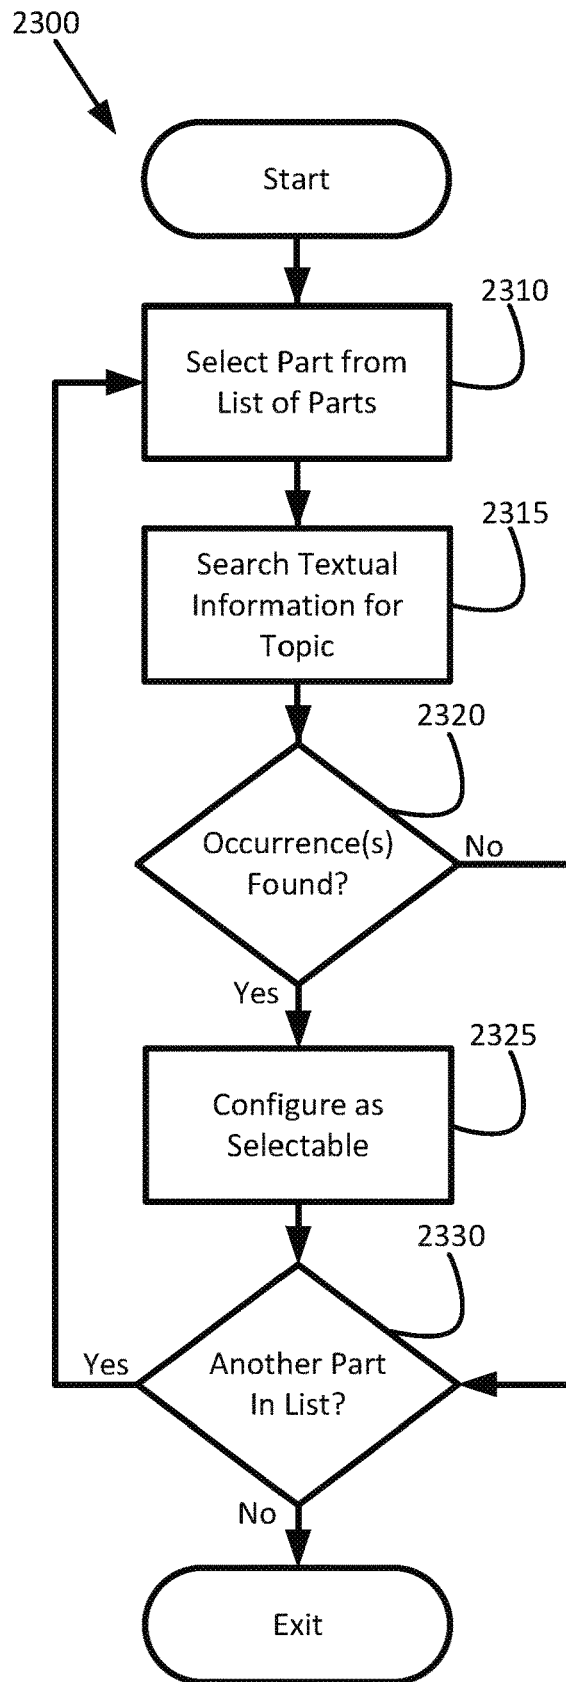 2300
Start
2310
Select Part from
List of Parts
2315
Search Textual
Information for
Topic
2320
Occurrence(s)
Found?
No
Yes
2325
Configure as
Selectable
2330
Yes
Another Part
In List?
No
Exit